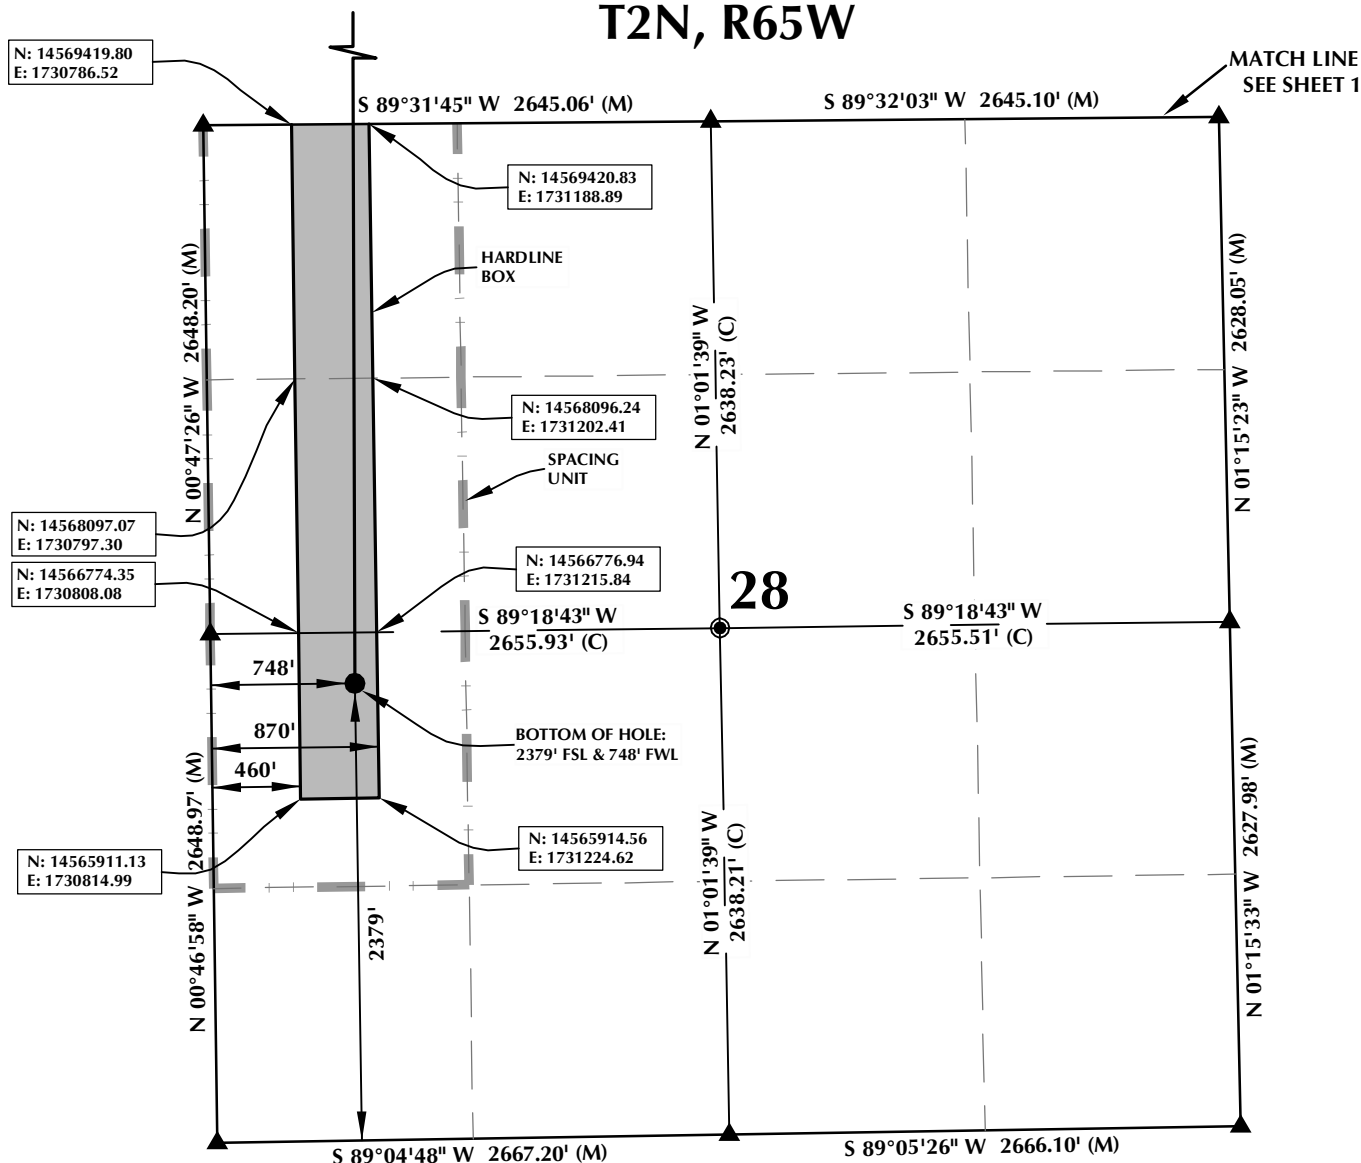 T2N, R65W
N: 14569419.80
E: 1730786.52
MATCH LINE
SEE SHEET 1
S 89°31'45" W 2645.06' (M)
S 89°32'03" W 2645.10' (M)
N: 14569420.83
E: 1731188.89
HARDLINE
BOX
N 00°47'26" W 2648.20' (M)
N 01°01'39" W
2638.23' (C)
N 01°15'23" W 2628.05' (M)
N: 14568096.24
E: 1731202.41
SPACING
UNIT
N: 14568097.07
E: 1730797.30
N: 14566774.35
E: 1730808.08
N: 14566776.94
E: 1731215.84
28
S 89°18'43" W
2655.93' (C)
S 89°18'43" W
2655.51' (C)
748'
BOTTOM OF HOLE:
2379' FSL & 748' FWL
870'
460'
N: 14565911.13
E: 1730814.99
N: 14565914.56
E: 1731224.62
N 00°46'58" W 2648.97' (M)
2379'
N 01°01'39" W
2638.21' (C)
N 01°15'33" W 2627.98' (M)
S 89°04'48" W 2667.20' (M)
S 89°05'26" W 2666.10' (M)